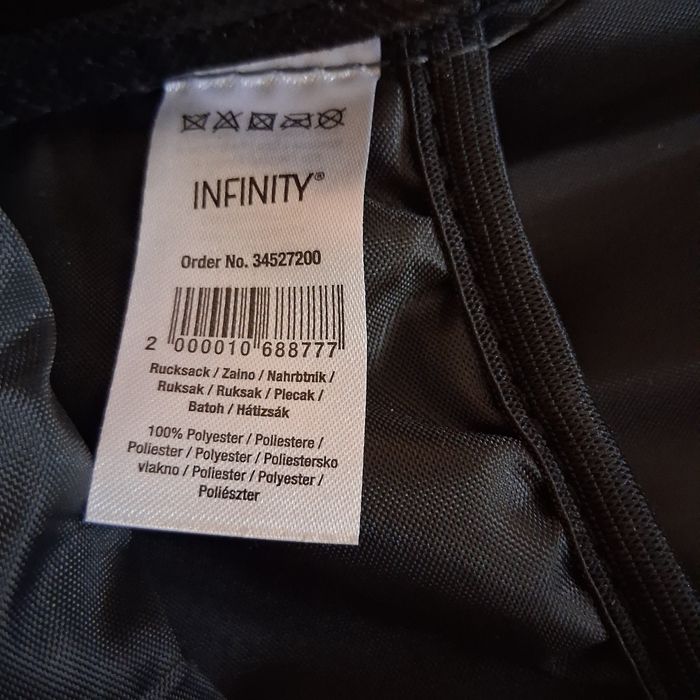 INFINITY®
Order No. 34527200
2 000010 688777
Rucksack / Zaino / Nahrbtnik /
Ruksak / Ruksak / Plecak /
Batoh / Hátizsák
100% Polyester / Poliestere /
Poliester / Polyester / Poliestersko
vlakno / Poliester / Polyester /
Poliészter